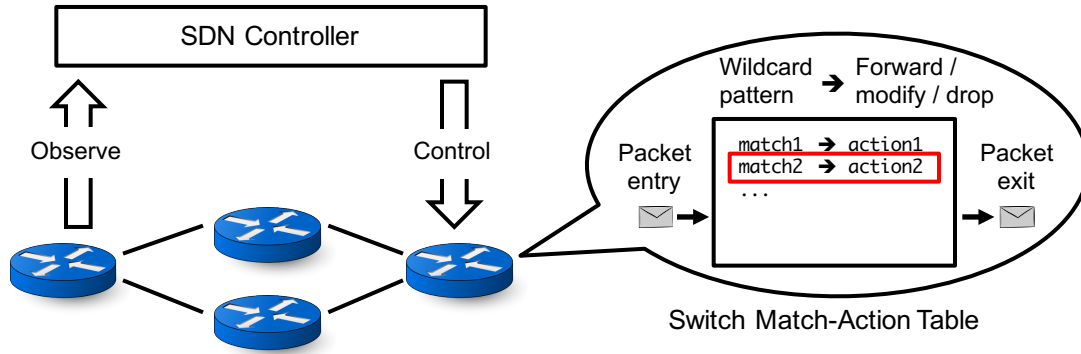 SDN Controller
Observe
Control
Wildcard pattern ➔ Forward / modify / drop
Packet entry
match1 ➔ action1
match2 ➔ action2
...
Packet exit
Switch Match-Action Table